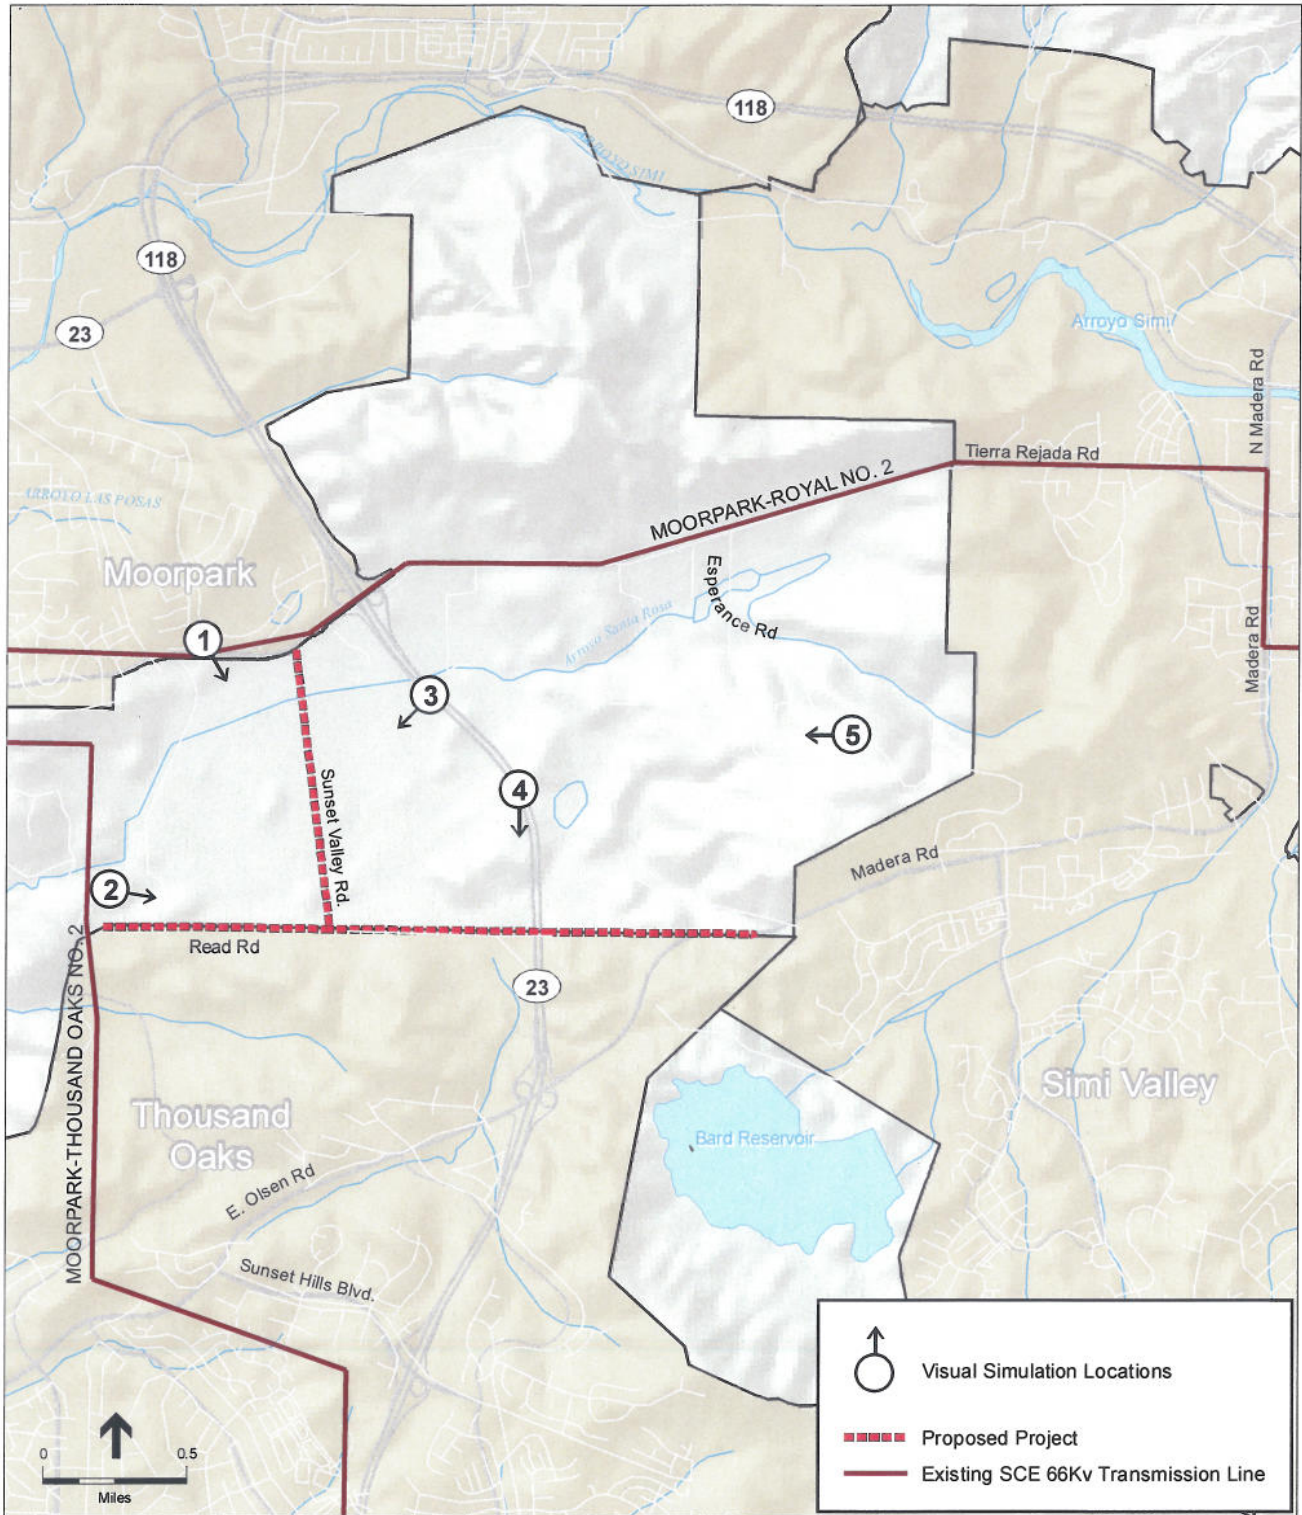 118
ARROYO SIMI
118
23
Arroyo Simi
N Madera Rd
Tierra Rejada Rd
MOORPARK-ROYAL NO. 2
ARROYO LAS POSAS
Moorpark
Esperance Rd
Arroyo Santa Rosa
1
Madera Rd
3
5
4
Sunset Valley Rd.
Madera Rd
2
Read Rd
23
MOORPARK-THOUSAND OAKS NO. 2
Simi Valley
Thousand
Oaks
Bard Reservoir
E. Olsen Rd
Sunset Hills Blvd.
Visual Simulation Locations
Proposed Project
Existing SCE 66Kv Transmission Line
0 0.5
Miles